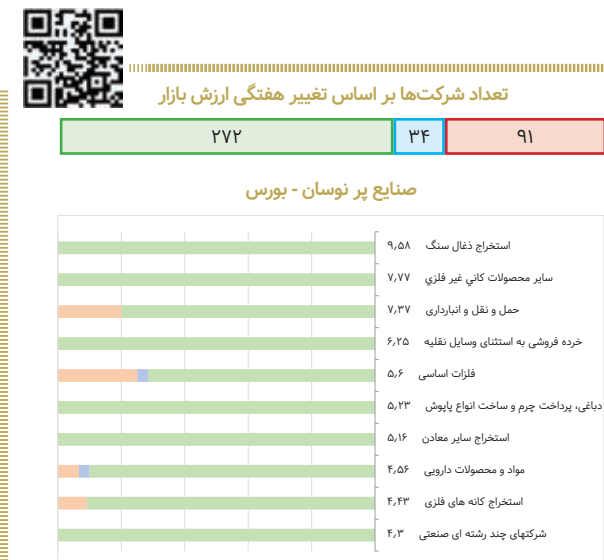 تعداد شرکت‌ها بر اساس تغییر هفتگی ارزش بازار
۹۱ ۳۴ ۲۷۲
صنایع پر نوسان - بورس
استخراج ذغال سنگ ۹٫۵۸
سایر محصولات كاني غير فلزي ۷٫۷۷
حمل و نقل و انبارداری ۷٫۳۷
خرده فروشی به استثنای وسایل نقلیه ۶٫۲۵
فلزات اساسی ۵٫۶
دباغی، پرداخت چرم و ساخت انواع پاپوش ۵٫۲۳
استخراج سایر معادن ۵٫۱۶
مواد و محصولات دارویی ۴٫۵۶
استخراج کانه های فلزی ۴٫۴۳
شرکتهای چند رشته ای صنعتی ۴٫۳